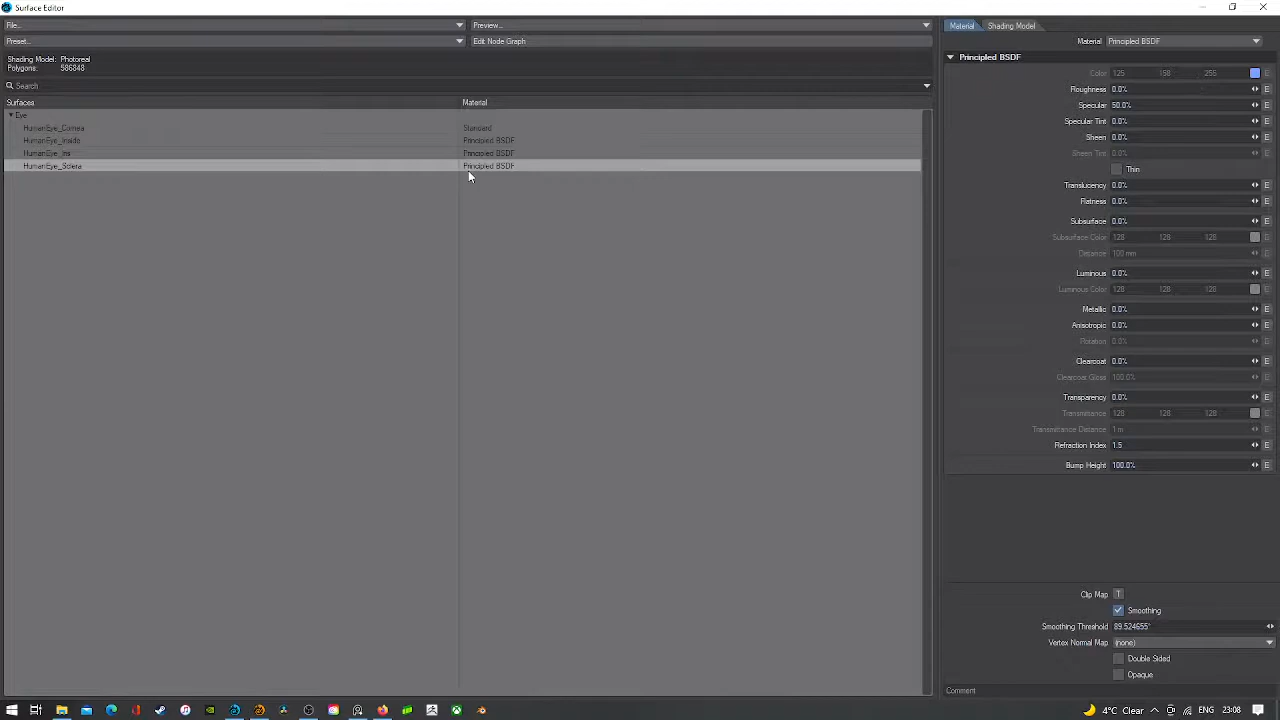 Surface Editor
File... Preview...
Preset... Edit Node Graph
Shading Model: Photoreal
Polygons: 586848
Search
Surfaces Material
Eye
HumanEye_Cornea Standard
HumanEye_Inside Principled BSDF
HumanEye_Iris Principled BSDF
HumanEye_Sclera Principled BSDF
Material Shading Model
Material Principled BSDF
Principled BSDF
Color 125 158 255 E
Roughness 0.0% E
Specular 50.0% E
Specular Tint 0.0% E
Sheen 0.0% E
Sheen Tint 0.0% E
Thin
Translucency 0.0% E
Flatness 0.0% E
Subsurface 0.0% E
Subsurface Color 128 128 128 E
Distance 100 mm E
Luminous 0.0% E
Luminous Color 128 128 128 E
Metallic 0.0% E
Anisotropic 0.0% E
Rotation 0.0% E
Clearcoat 0.0% E
Clearcoat Gloss 100.0% E
Transparency 0.0% E
Transmittance 128 128 128 E
Transmittance Distance 1 m E
Refraction Index 1.5 E
Bump Height 100.0% E
Clip Map T
Smoothing
Smoothing Threshold 89.524655°
Vertex Normal Map (none)
Double Sided
Opaque
Comment
4°C Clear ENG 23:08